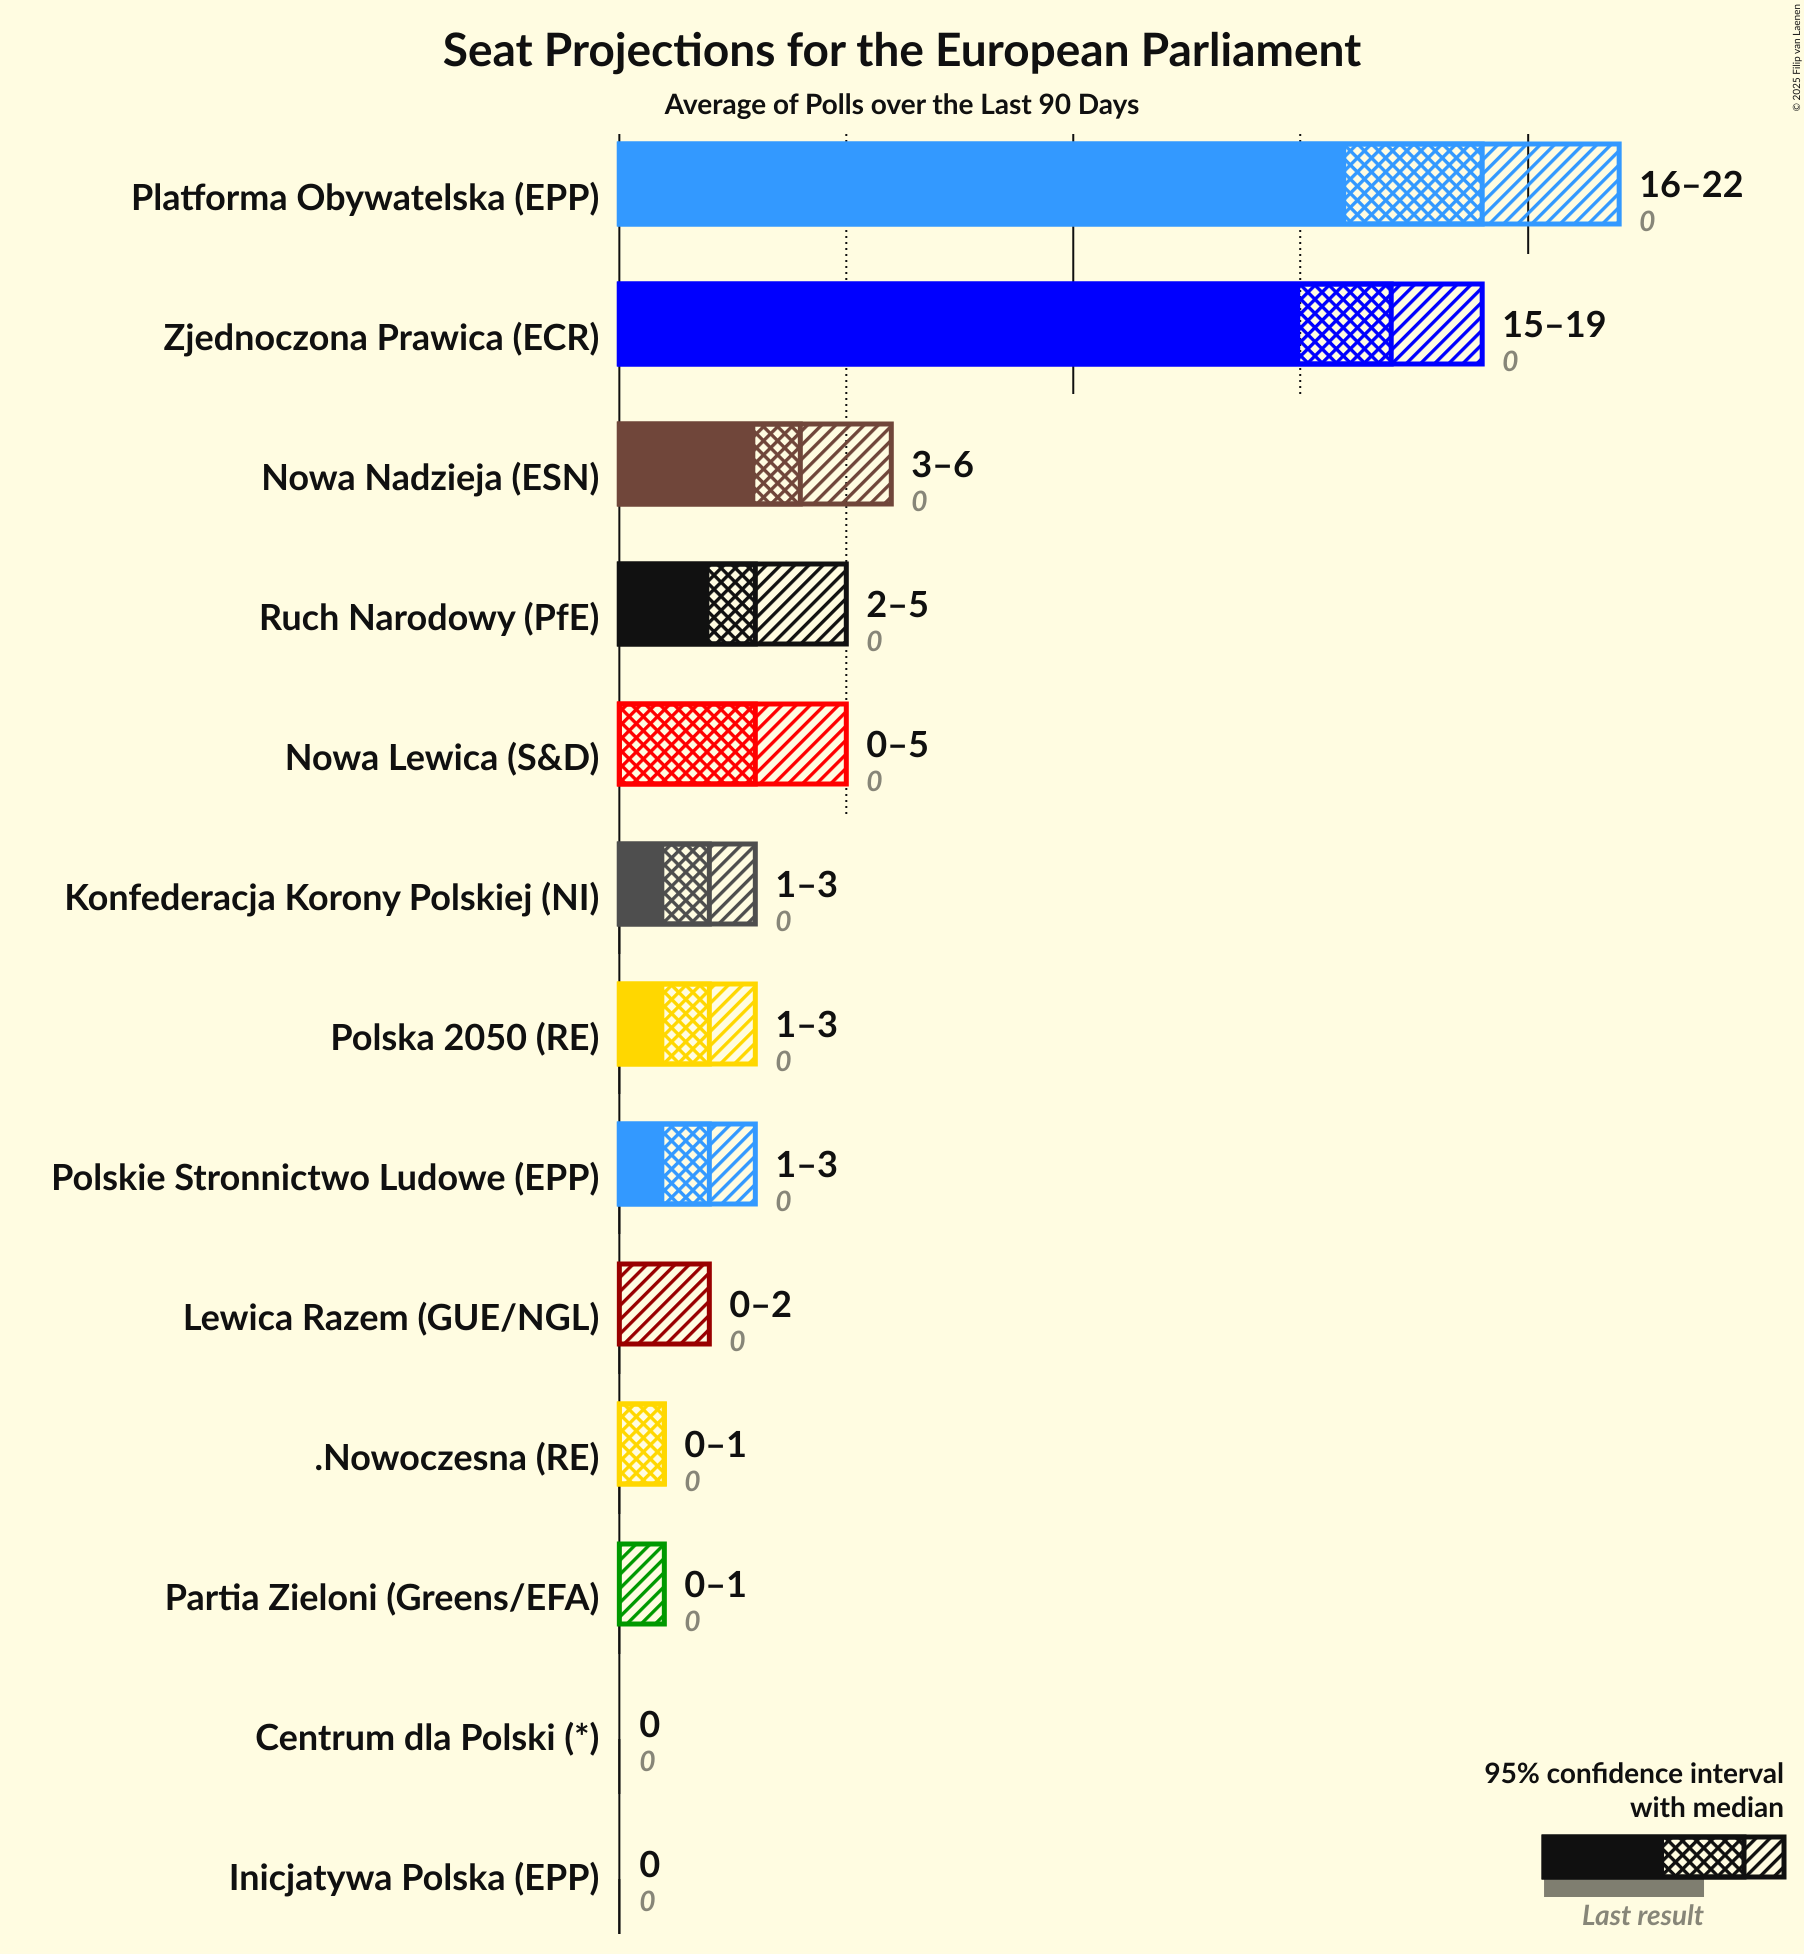 Seat Projections for the European Parliament
Average of Polls over the Last 90 Days
© 2025 Filip van Laenen
Platforma Obywatelska (EPP)
16–22
0
Zjednoczona Prawica (ECR)
15–19
0
Nowa Nadzieja (ESN)
3–6
0
Ruch Narodowy (PfE)
2–5
0
Nowa Lewica (S&D)
0–5
0
Konfederacja Korony Polskiej (NI)
1–3
0
Polska 2050 (RE)
1–3
0
Polskie Stronnictwo Ludowe (EPP)
1–3
0
Lewica Razem (GUE/NGL)
0–2
0
.Nowoczesna (RE)
0–1
0
Partia Zieloni (Greens/EFA)
0–1
0
Centrum dla Polski (*)
0
0
Inicjatywa Polska (EPP)
0
0
95% confidence interval
with median
Last result